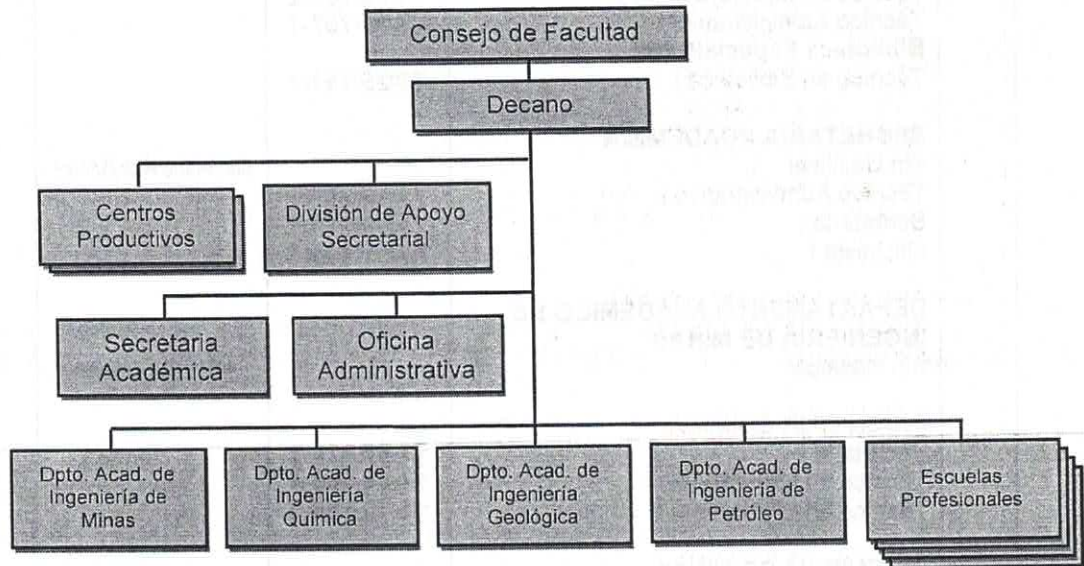 Consejo de Facultad
Decano
Centros
Productivos
División de Apoyo
Secretarial
Secretaria
Académica
Oficina
Administrativa
Dpto. Acad. de
Ingeniería de
Minas
Dpto. Acad. de
Ingeniería
Química
Dpto. Acad. de
Ingeniería
Geológica
Dpto. Acad. de
Ingeniería de
Petróleo
Escuelas
Profesionales